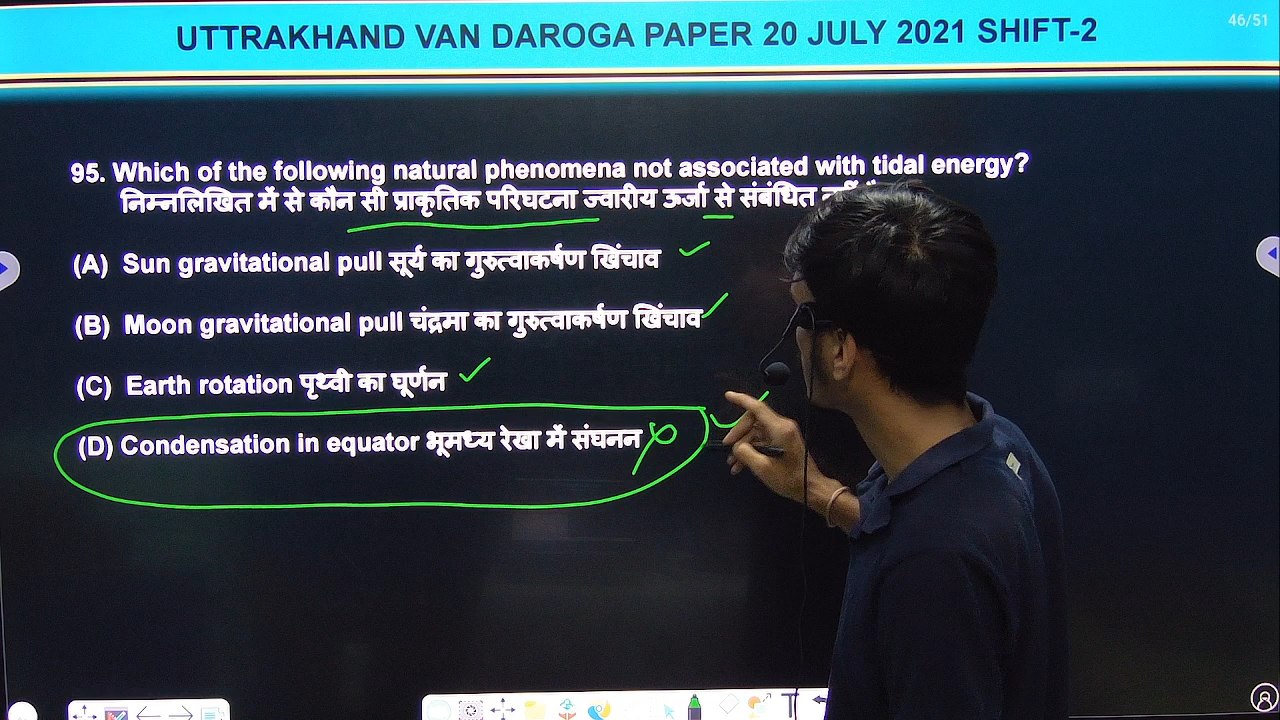 46/51
UTTRAKHAND VAN DAROGA PAPER 20 JULY 2021 SHIFT-2
95. Which of the following natural phenomena not associated with tidal energy?
निम्नलिखित में से कौन सी प्राकृतिक परिघटना ज्वारीय ऊर्जा से संबंधित
(A) Sun gravitational pull सूर्य का गुरुत्वाकर्षण खिंचाव
(B) Moon gravitational pull चंद्रमा का गुरुत्वाकर्षण खिंचाव
(C) Earth rotation पृथ्वी का घूर्णन
(D) Condensation in equator भूमध्य रेखा में संघनन